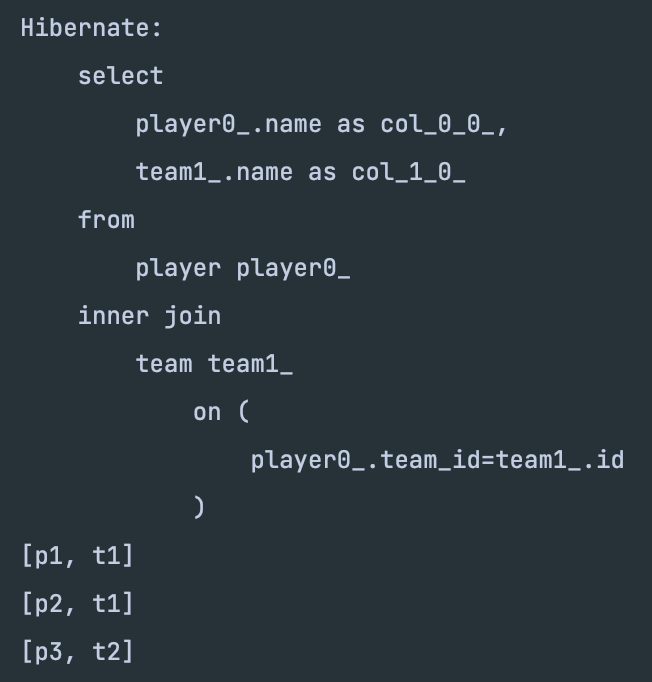 Hibernate:
    select
        player0_.name as col_0_0_,
        team1_.name as col_1_0_
    from
        player player0_
    inner join
        team team1_
            on (
                player0_.team_id=team1_.id
            )
[p1, t1]
[p2, t1]
[p3, t2]